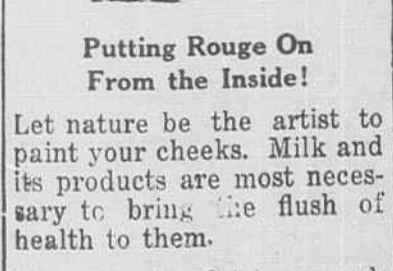 Putting Rouge On
From the Inside!
Let nature be the artist to
paint your cheeks. Milk and
its products are most neces-
sary to bring the flush of
health to them.